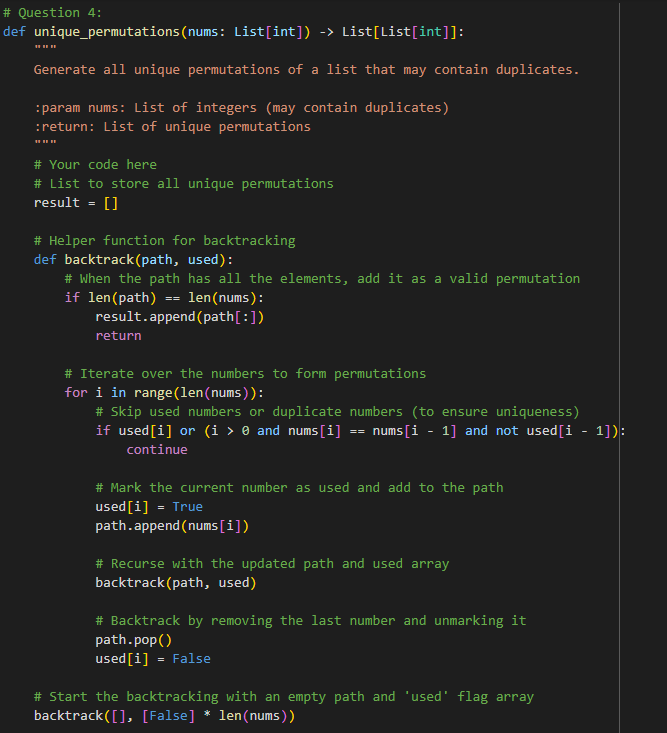 # Question 4:
def unique_permutations(nums: List[int]) -> List[List[int]]:
    """
    Generate all unique permutations of a list that may contain duplicates.

    :param nums: List of integers (may contain duplicates)
    :return: List of unique permutations
    """
    # Your code here
    # List to store all unique permutations
    result = []

    # Helper function for backtracking
    def backtrack(path, used):
        # When the path has all the elements, add it as a valid permutation
        if len(path) == len(nums):
            result.append(path[:])
            return

        # Iterate over the numbers to form permutations
        for i in range(len(nums)):
            # Skip used numbers or duplicate numbers (to ensure uniqueness)
            if used[i] or (i > 0 and nums[i] == nums[i - 1] and not used[i - 1]):
                continue

            # Mark the current number as used and add to the path
            used[i] = True
            path.append(nums[i])

            # Recurse with the updated path and used array
            backtrack(path, used)

            # Backtrack by removing the last number and unmarking it
            path.pop()
            used[i] = False

    # Start the backtracking with an empty path and 'used' flag array
    backtrack([], [False] * len(nums))